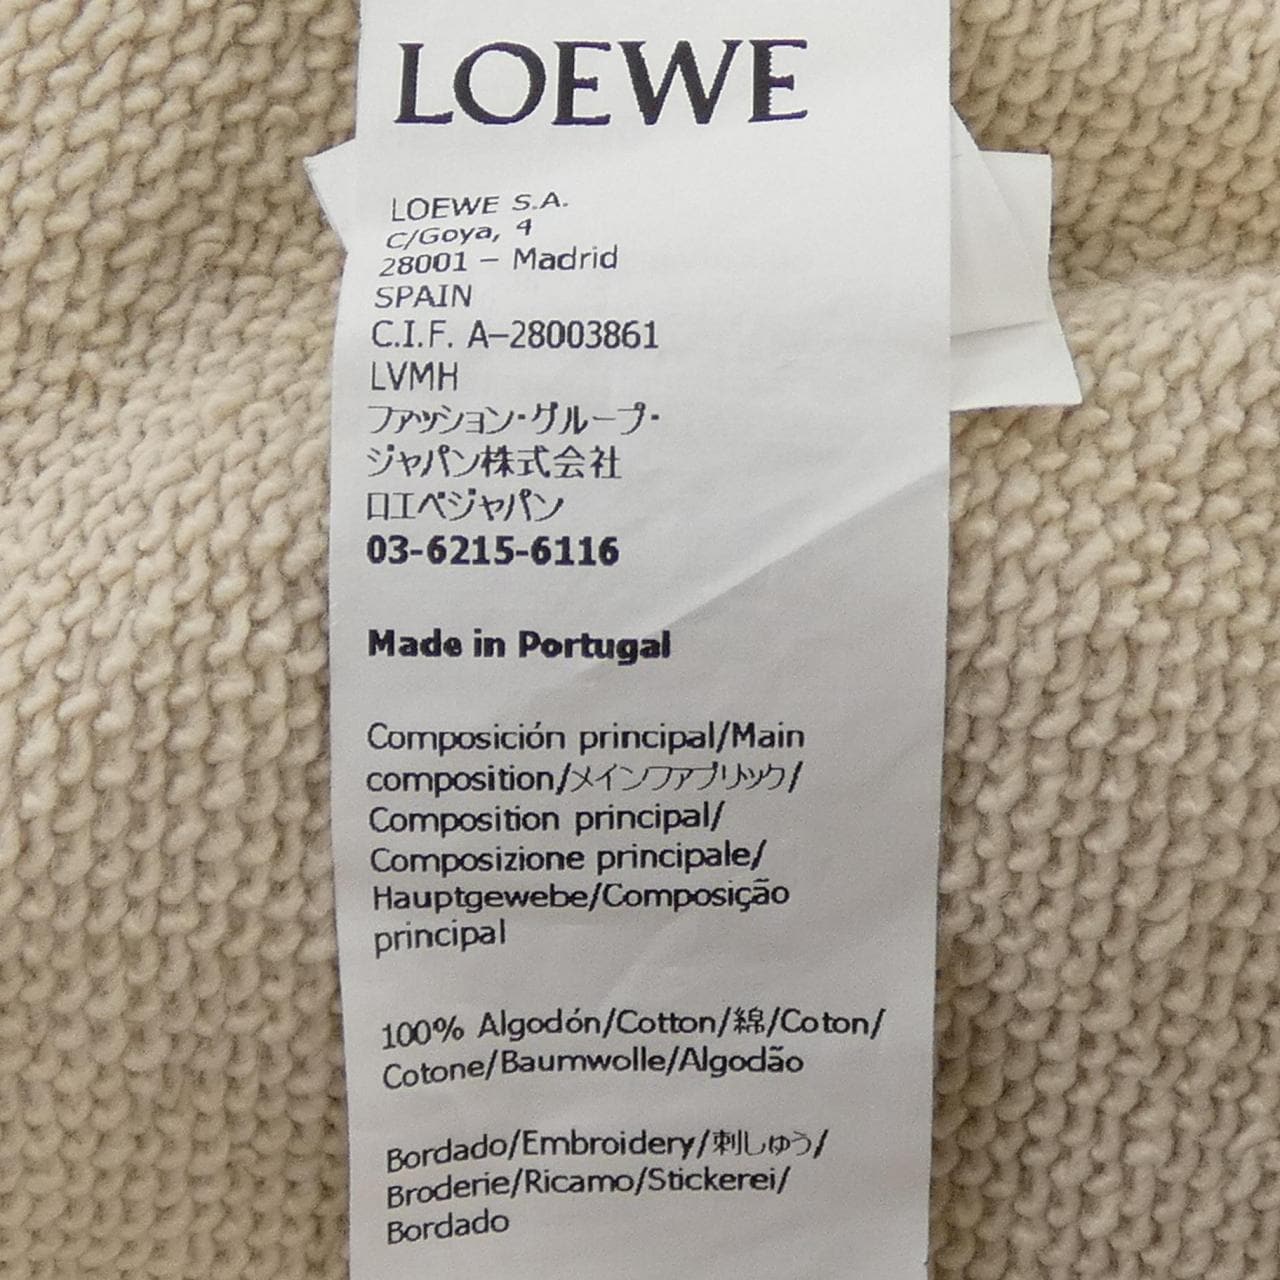 LOEWE
LOEWE S.A.
C/Goya, 4
28001 – Madrid
SPAIN
C.I.F. A–28003861
LVMH
ファッション・グループ・
ジャパン株式会社
ロエベジャパン
03-6215-6116
Made in Portugal
Composición principal/Main
composition/メインファブリック/
Composition principal/
Composizione principale/
Hauptgewebe/Composição
principal
100% Algodón/Cotton/綿/Coton/
Cotone/Baumwolle/Algodão
Bordado/Embroidery/刺しゅう/
Broderie/Ricamo/Stickerei/
Bordado